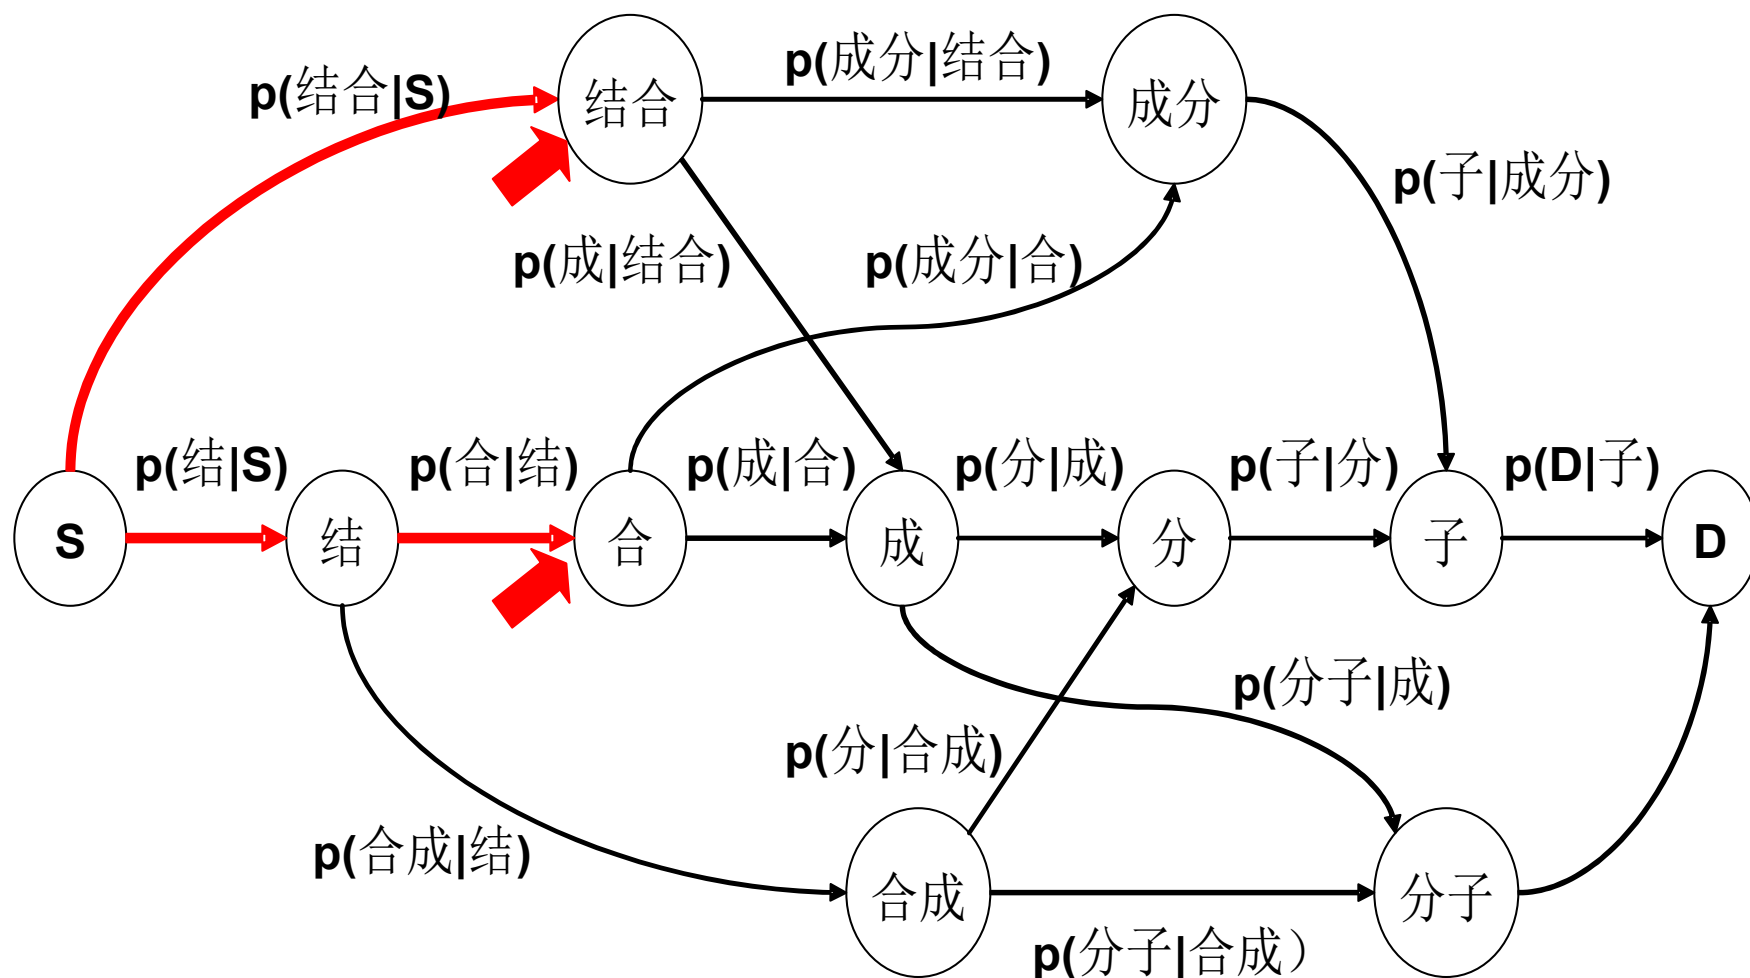 p(成分|结合)
p(结合|S)
结合
成分
p(子|成分)
p(成|结合)
p(成分|合)
p(结|S)
p(合|结)
p(成|合)
p(分|成)
p(子|分)
p(D|子)
S
结
合
成
分
子
D
p(分子|成)
p(分|合成)
p(合成|结)
合成
分子
p(分子|合成）